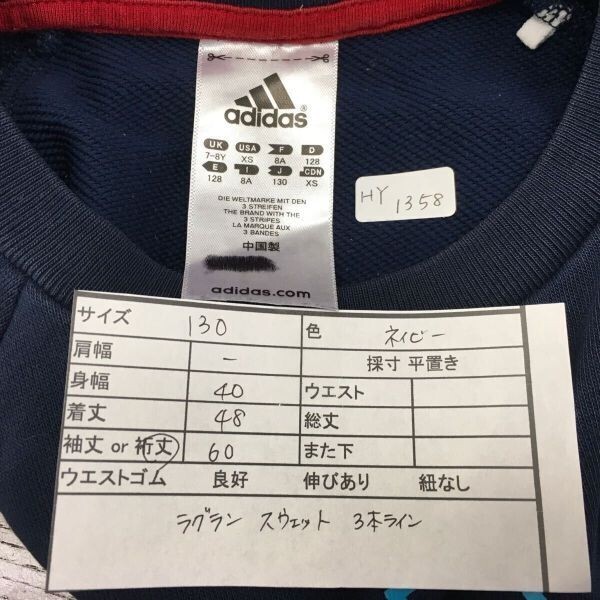 adidas
UK USA F D
7-8Y XS 8A 128
E I J CDN
128 8A 130 XS
DIE WELTMARKE MIT DEN
3 STREIFEN
THE BRAND WITH THE
3 STRIPES
LA MARQUE AUX
3 BANDES
中国製
adidas.com
HY 1358
サイズ 130 色 ネイビー
肩幅 - 採寸 平置き
身幅 40 ウエスト
着丈 48 総丈
袖丈 or 裄丈 60 また下
ウエストゴム 良好 伸びあり 紐なし
ラグラン スウェット 3本ライン